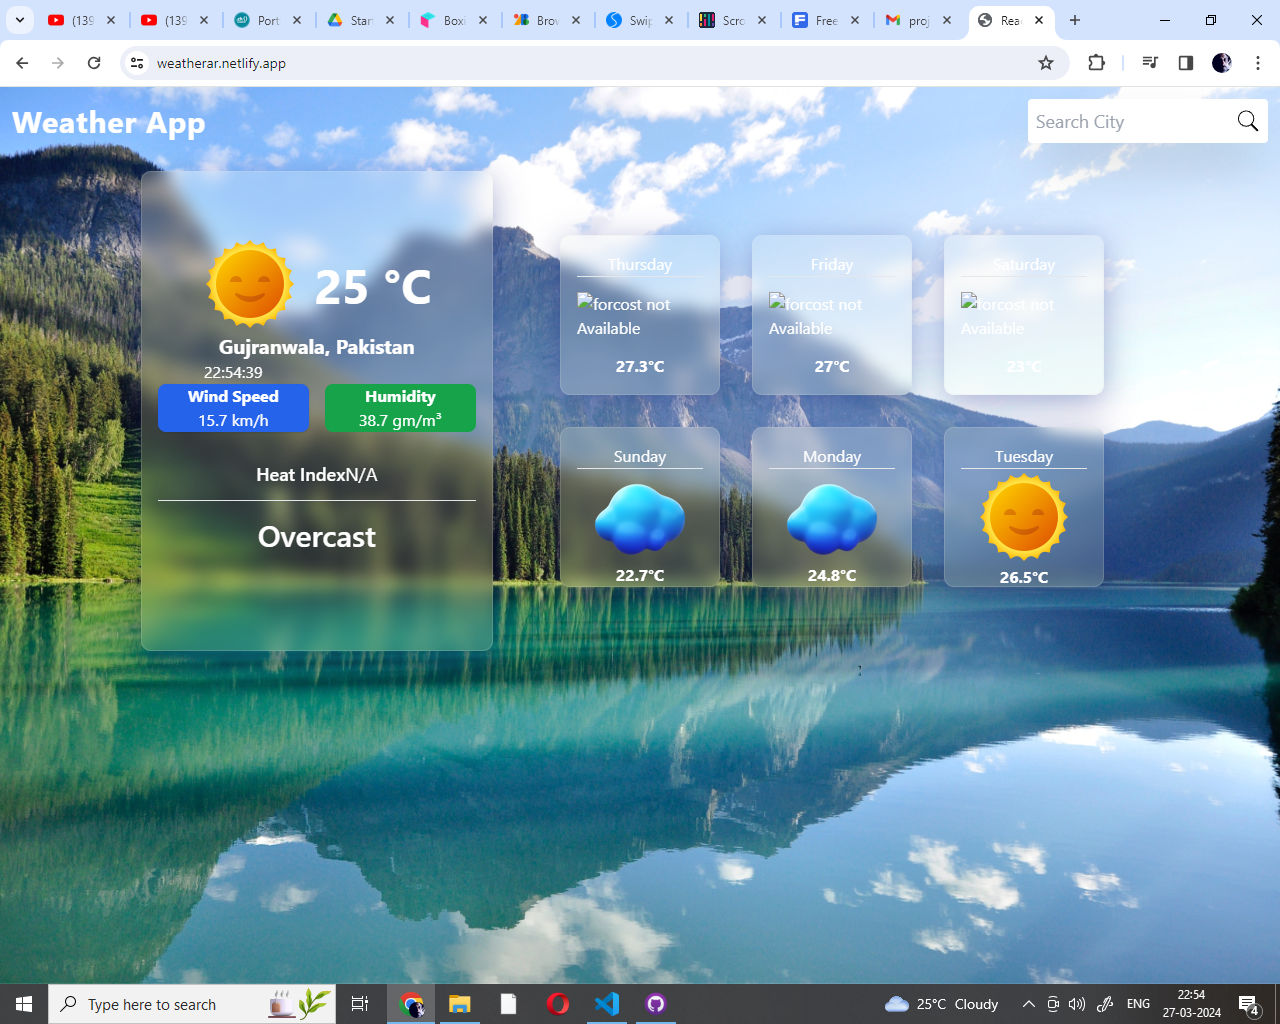 (139
(139
Port
Star
Boxi
Brow
Swip
Scro
Free
proj
Rea
weatherar.netlify.app
Weather App
Search City
25 °C
Gujranwala, Pakistan
22:54:39
Wind Speed
15.7 km/h
Humidity
38.7 gm/m³
Heat IndexN/A
Overcast
Thursday
forcost not
Available
27.3°C
Friday
forcost not
Available
27°C
Saturday
forcost not
Available
23°C
Sunday
22.7°C
Monday
24.8°C
Tuesday
26.5°C
Type here to search
25°C Cloudy
ENG
22:54
27-03-2024
4